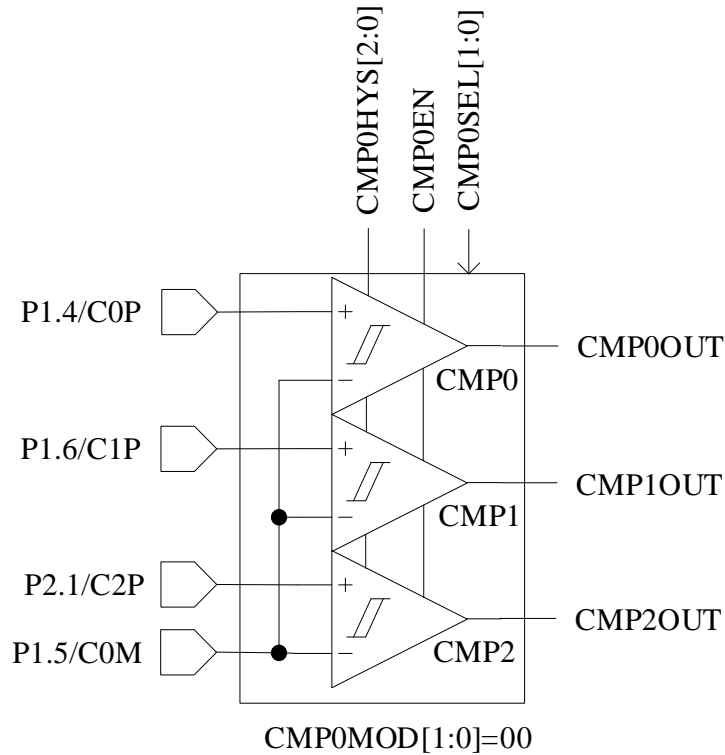 CMP0HYS[2:0]
CMP0EN
CMP0SEL[1:0]
P1.4/C0P
+
−
CMP0
CMP0OUT
P1.6/C1P
+
−
CMP1
CMP1OUT
P2.1/C2P
+
P1.5/C0M
−
CMP2
CMP2OUT
CMP0MOD[1:0]=00